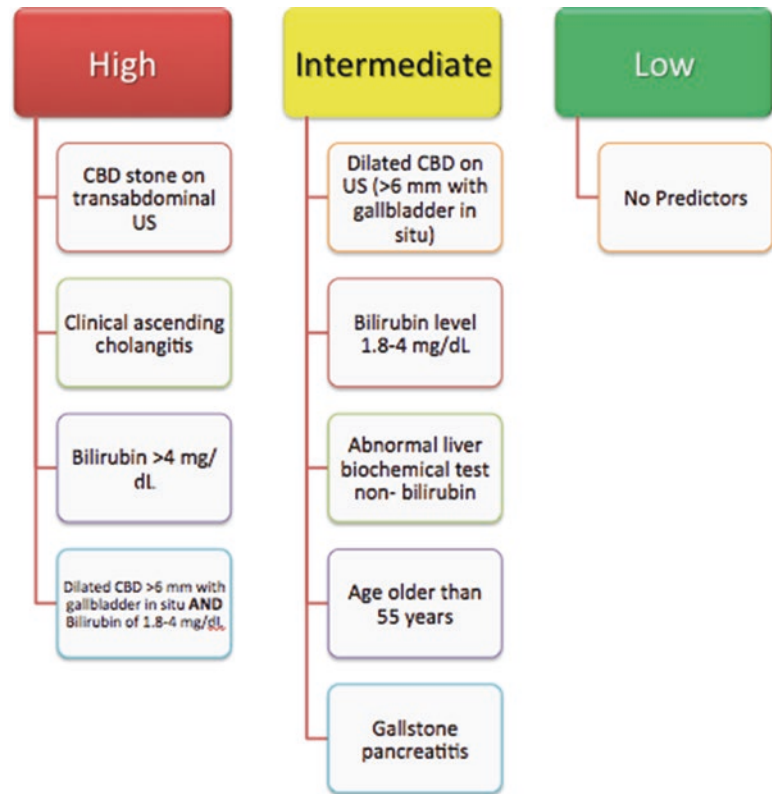 High
CBD stone on
transabdominal
US
Clinical ascending
cholangitis
Bilirubin >4 mg/
dL
Dilated CBD >6 mm with
gallbladder in situ AND
Bilirubin of 1.8-4 mg/dL
Intermediate
Dilated CBD on
US (>6 mm with
gallbladder in
situ)
Bilirubin level
1.8-4 mg/dL
Abnormal liver
biochemical test
non- bilirubin
Age older than
55 years
Gallstone
pancreatitis
Low
No Predictors